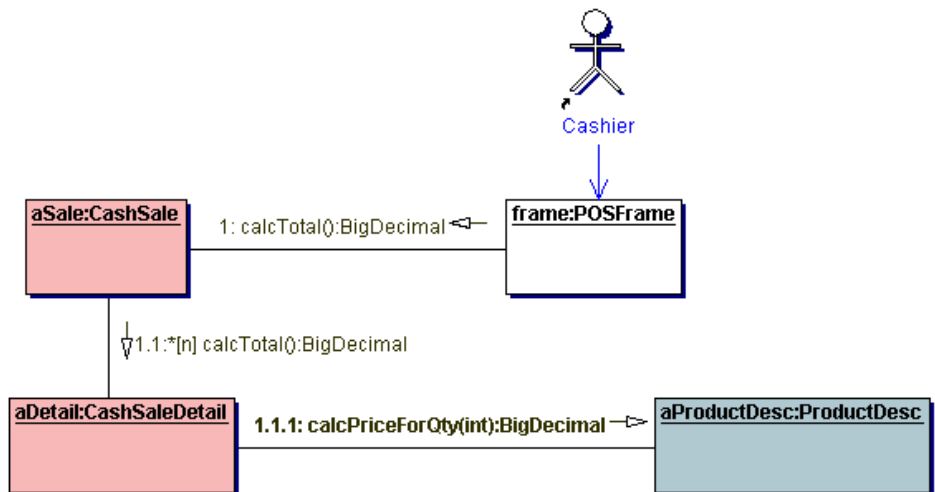 Cashier
aSale:CashSale
1: calcTotal():BigDecimal
frame:POSFrame
1.1:*[n] calcTotal():BigDecimal
aDetail:CashSaleDetail
1.1.1: calcPriceForQty(int):BigDecimal
aProductDesc:ProductDesc